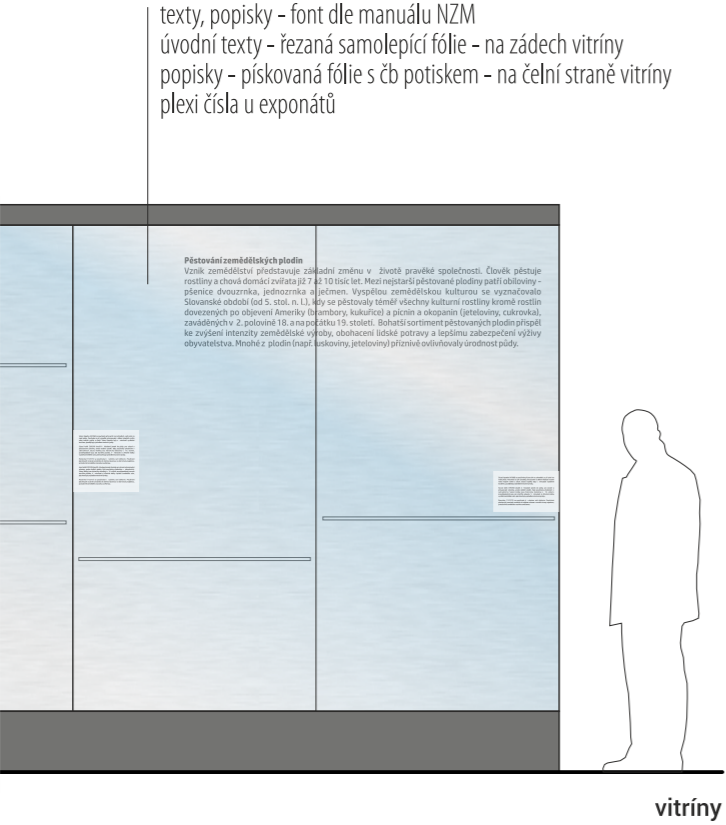 texty, popisky - font dle manuálu NZM
úvodní texty - řezaná samolepící fólie - na zádech vitríny
popisky - pískovaná fólie s čb potiskem - na čelní straně vitríny
plexi čísla u exponátů
Pěstování zemědělských plodin
Vznik zemědělství představuje základní změnu v životě pravěké společnosti. Člověk pěstuje
rostliny a chová domácí zvířata již 7 až 10 tisíc let. Mezi nejstarší pěstované plodiny patří obiloviny -
pšenice dvouzrnka, jednozrnka a ječmen. Vyspělou zemědělskou kulturou se vyznačovalo
Slovanské období (od 5. stol. n. l.), kdy se pěstovaly téměř všechny kulturní rostliny kromě rostlin
dovezených po objevení Ameriky (brambory, kukuřice) a pícnin a okopanin (jeteloviny, cukrovka),
zaváděných v 2. polovině 18. a na počátku 19. století. Bohatší sortiment pěstovaných plodin přispěl
ke zvýšení intenzity zemědělské výroby, obohacení lidské potravy a lepšímu zabezpečení výživy
obyvatelstva. Mnohé z plodin (např. luskoviny, jeteloviny) příznivě ovlivňovaly úrodnost půdy.
vitríny